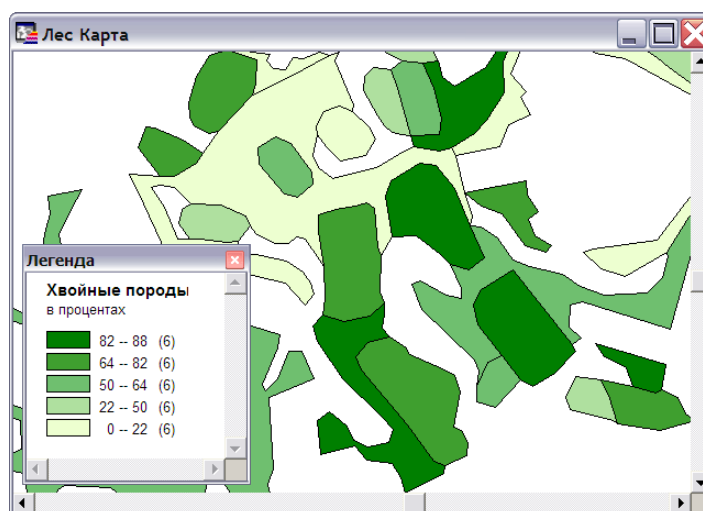 Лес Карта
Легенда
Хвойные породы
в процентах
82 -- 88 (6)
64 -- 82 (6)
50 -- 64 (6)
22 -- 50 (6)
0 -- 22 (6)